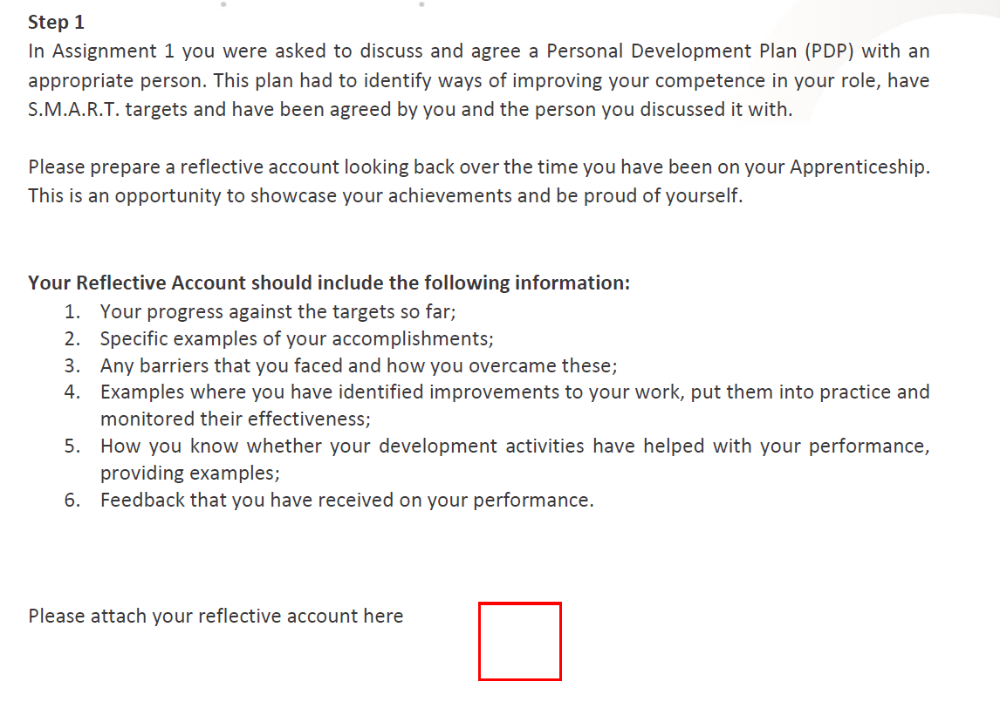 Step 1
In Assignment 1 you were asked to discuss and agree a Personal Development Plan (PDP) with an
appropriate person. This plan had to identify ways of improving your competence in your role, have
S.M.A.R.T. targets and have been agreed by you and the person you discussed it with.
Please prepare a reflective account looking back over the time you have been on your Apprenticeship.
This is an opportunity to showcase your achievements and be proud of yourself.
Your Reflective Account should include the following information:
1. Your progress against the targets so far;
2. Specific examples of your accomplishments;
3. Any barriers that you faced and how you overcame these;
4. Examples where you have identified improvements to your work, put them into practice and
monitored their effectiveness;
5. How you know whether your development activities have helped with your performance,
providing examples;
6. Feedback that you have received on your performance.
Please attach your reflective account here